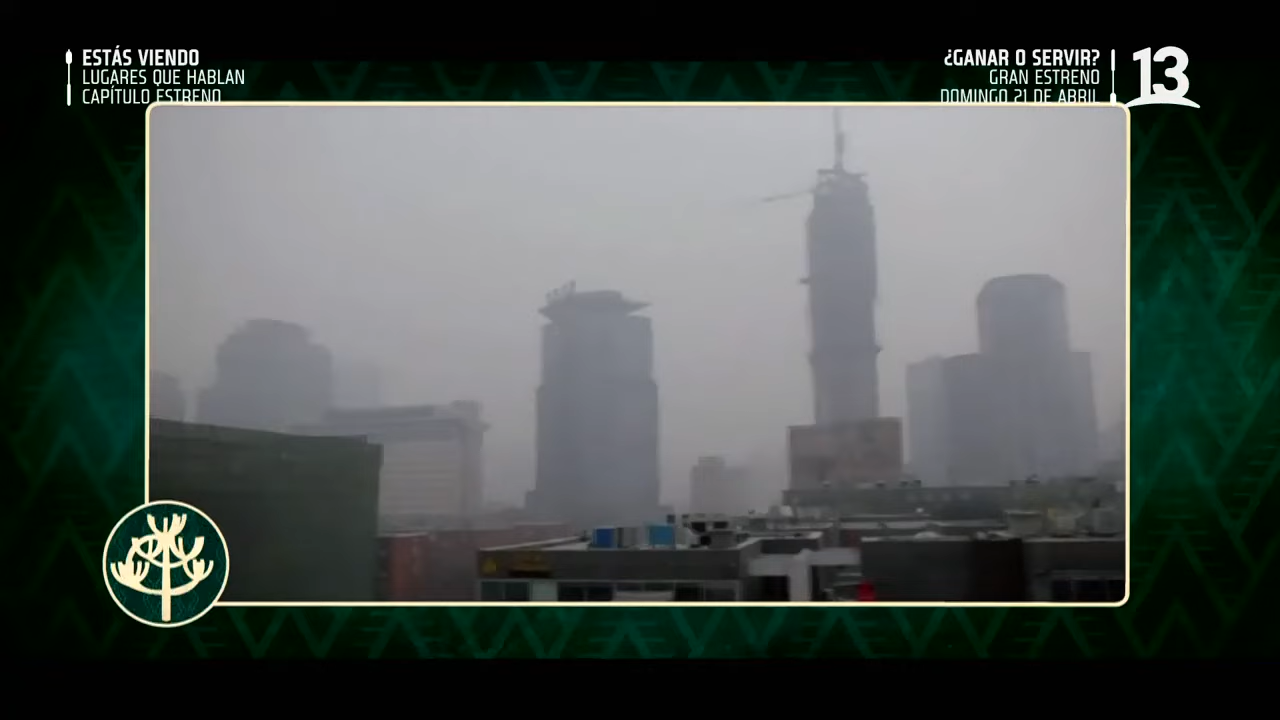 ESTÁS VIENDO
LUGARES QUE HABLAN
CAPÍTULO ESTRENO
¿GANAR O SERVIR?
GRAN ESTRENO
DOMINGO 21 DE ABRIL
13